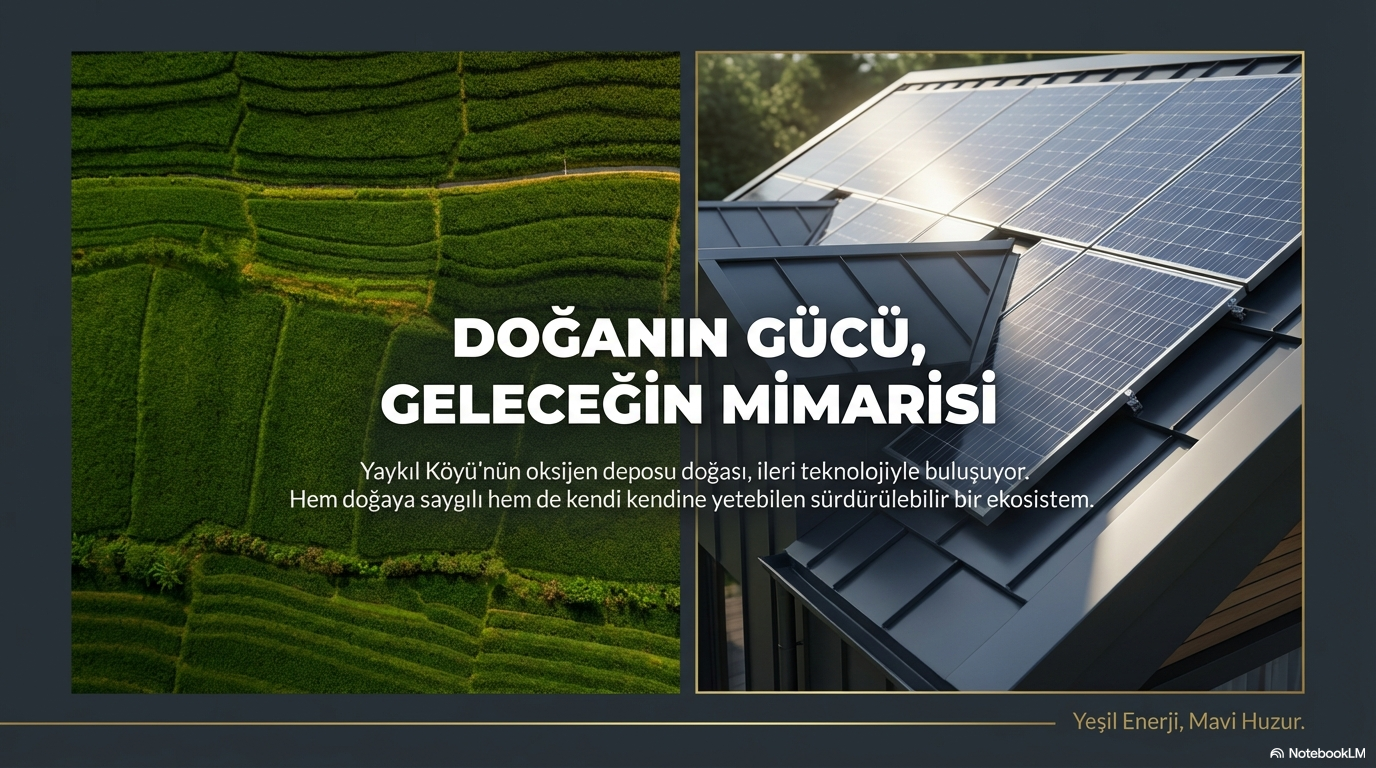 DOĞANIN GÜCÜ,
GELECEĞİN MİMARİSİ
Yaykıl Köyü'nün oksijen deposu doğası, ileri teknolojiyle buluşuyor.
Hem doğaya saygılı hem de kendi kendine yetebilen sürdürülebilir bir ekosistem.
Yeşil Enerji, Mavi Huzur.
NotebookLM